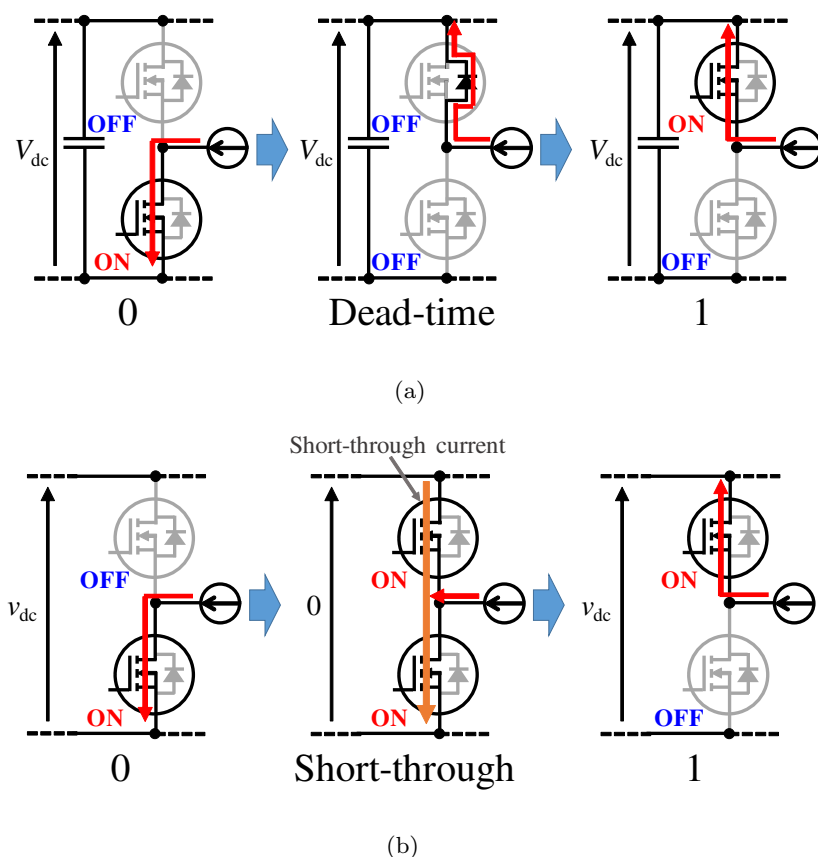 OFF OFF ON
V_dc V_dc V_dc
ON OFF OFF
0 Dead-time 1
(a)
Short-through current
OFF ON ON
v_dc 0 v_dc
ON ON OFF
0 Short-through 1
(b)